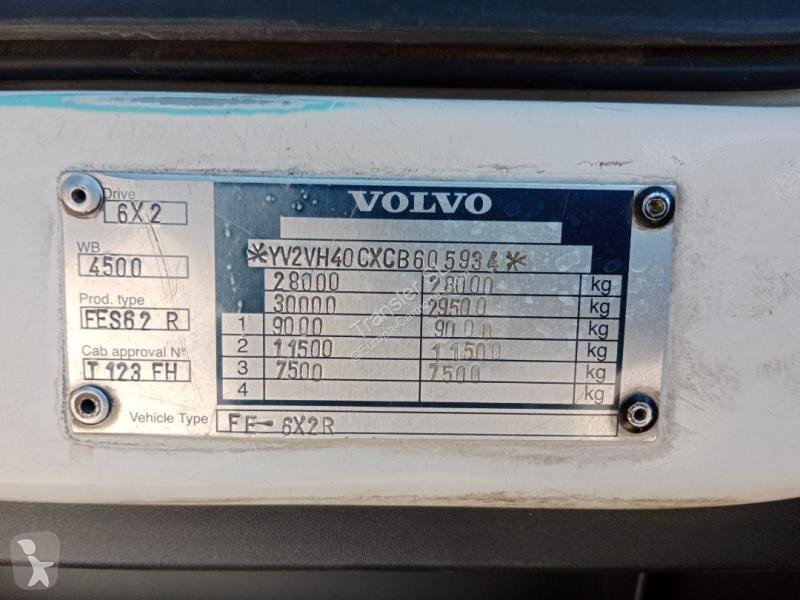 Drive
6X2
WB
4500
Prod. type
FES62 R
Cab approval Nº
T 123 FH
VOLVO
*YV2VH40CXCB605934*
28000 28000 kg
30000 29500 kg
1 9000 9000 kg
2 11500 11500 kg
3 7500 7500 kg
4 kg
Vehicle Type FE-6X2R